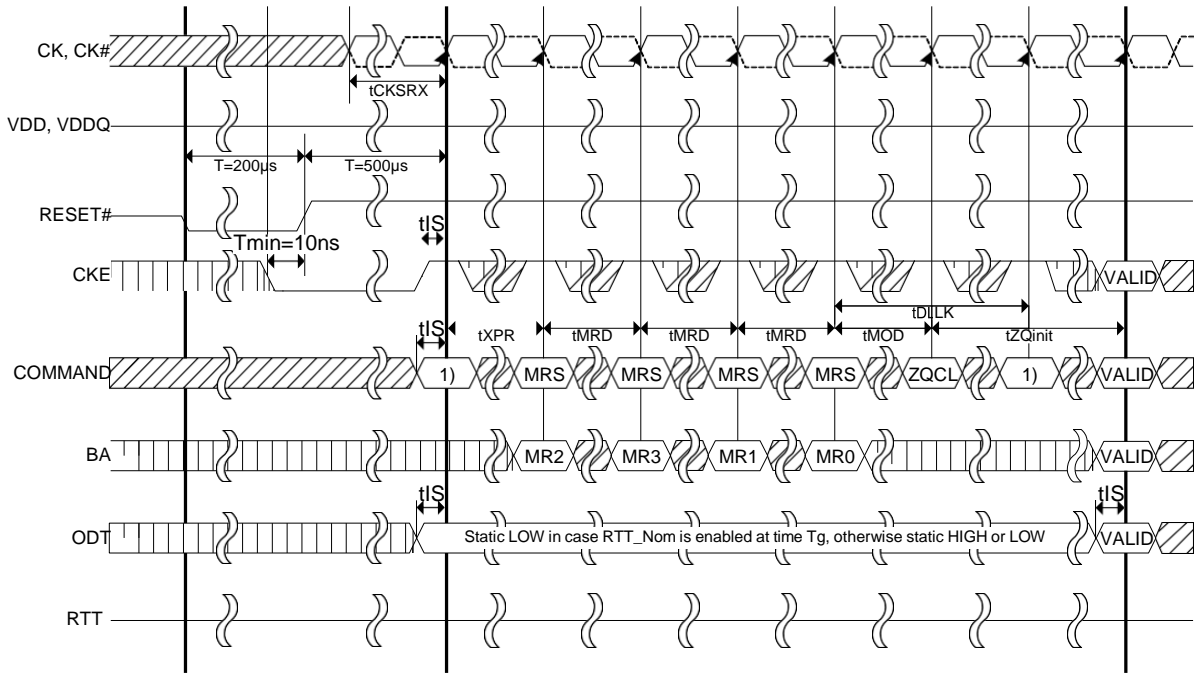 CK, CK#
tCKSRX
VDD, VDDQ
T=200µs
T=500µs
RESET#
tIS
Tmin=10ns
CKE
VALID
tDLLK
tIS
tXPR
tMRD
tMRD
tMRD
tMOD
tZQinit
COMMAND
1)
MRS
MRS
MRS
MRS
ZQCL
1)
VALID
BA
MR2
MR3
MR1
MR0
VALID
tIS
tIS
ODT
Static LOW in case RTT_Nom is enabled at time Tg, otherwise static HIGH or LOW
VALID
RTT